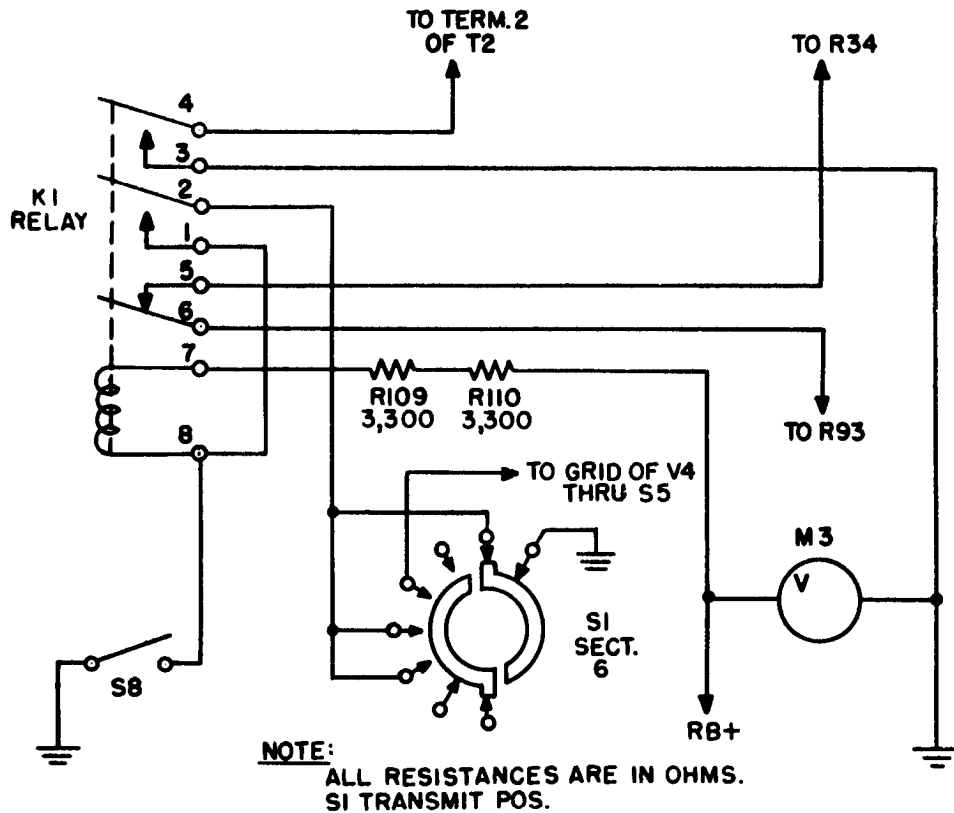 TO TERM. 2
OF T2
TO R34
4
3
K1
RELAY
2
1
5
6
7
R109
3,300
R110
3,300
TO R93
8
TO GRID OF V4
THRU S5
M3
V
S1
SECT.
6
S8
RB+
NOTE:
ALL RESISTANCES ARE IN OHMS.
S1 TRANSMIT POS.